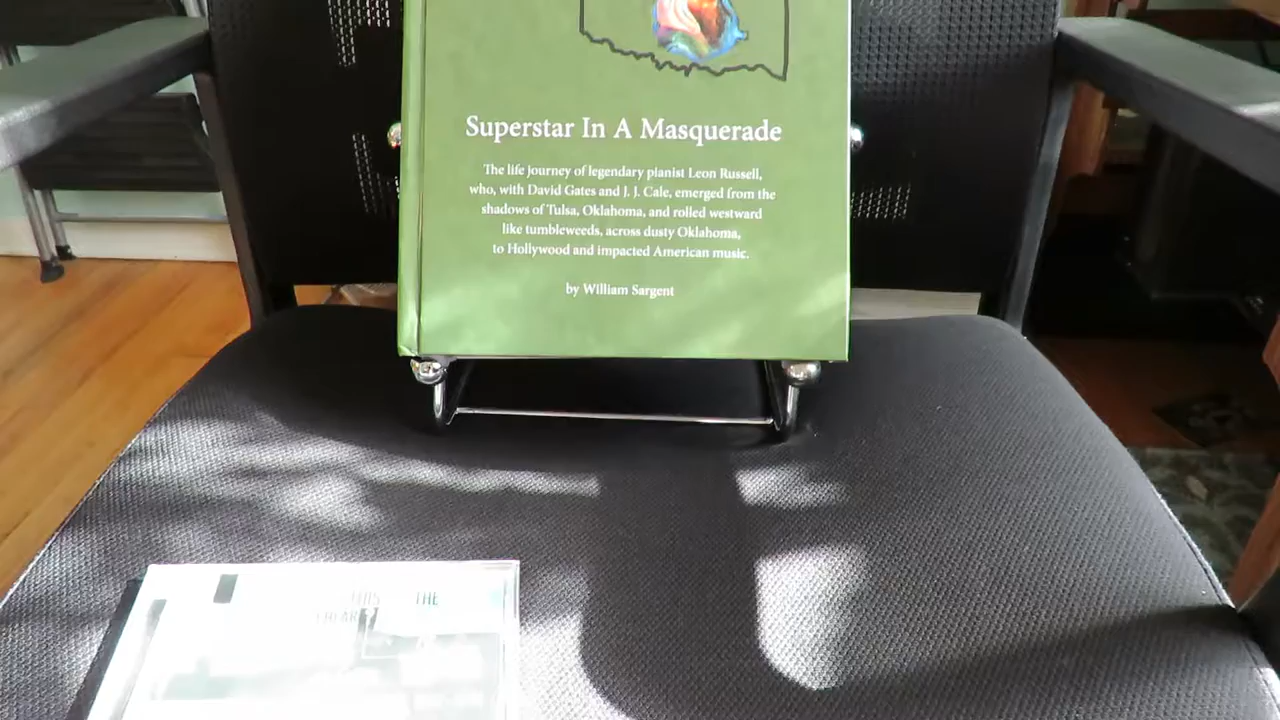 Superstar In A Masquerade
The life journey of legendary pianist Leon Russell,
who, with David Gates and J. J. Cale, emerged from the
shadows of Tulsa, Oklahoma, and rolled westward
like tumbleweeds, across dusty Oklahoma,
to Hollywood and impacted American music.
by William Sargent
THIS THE